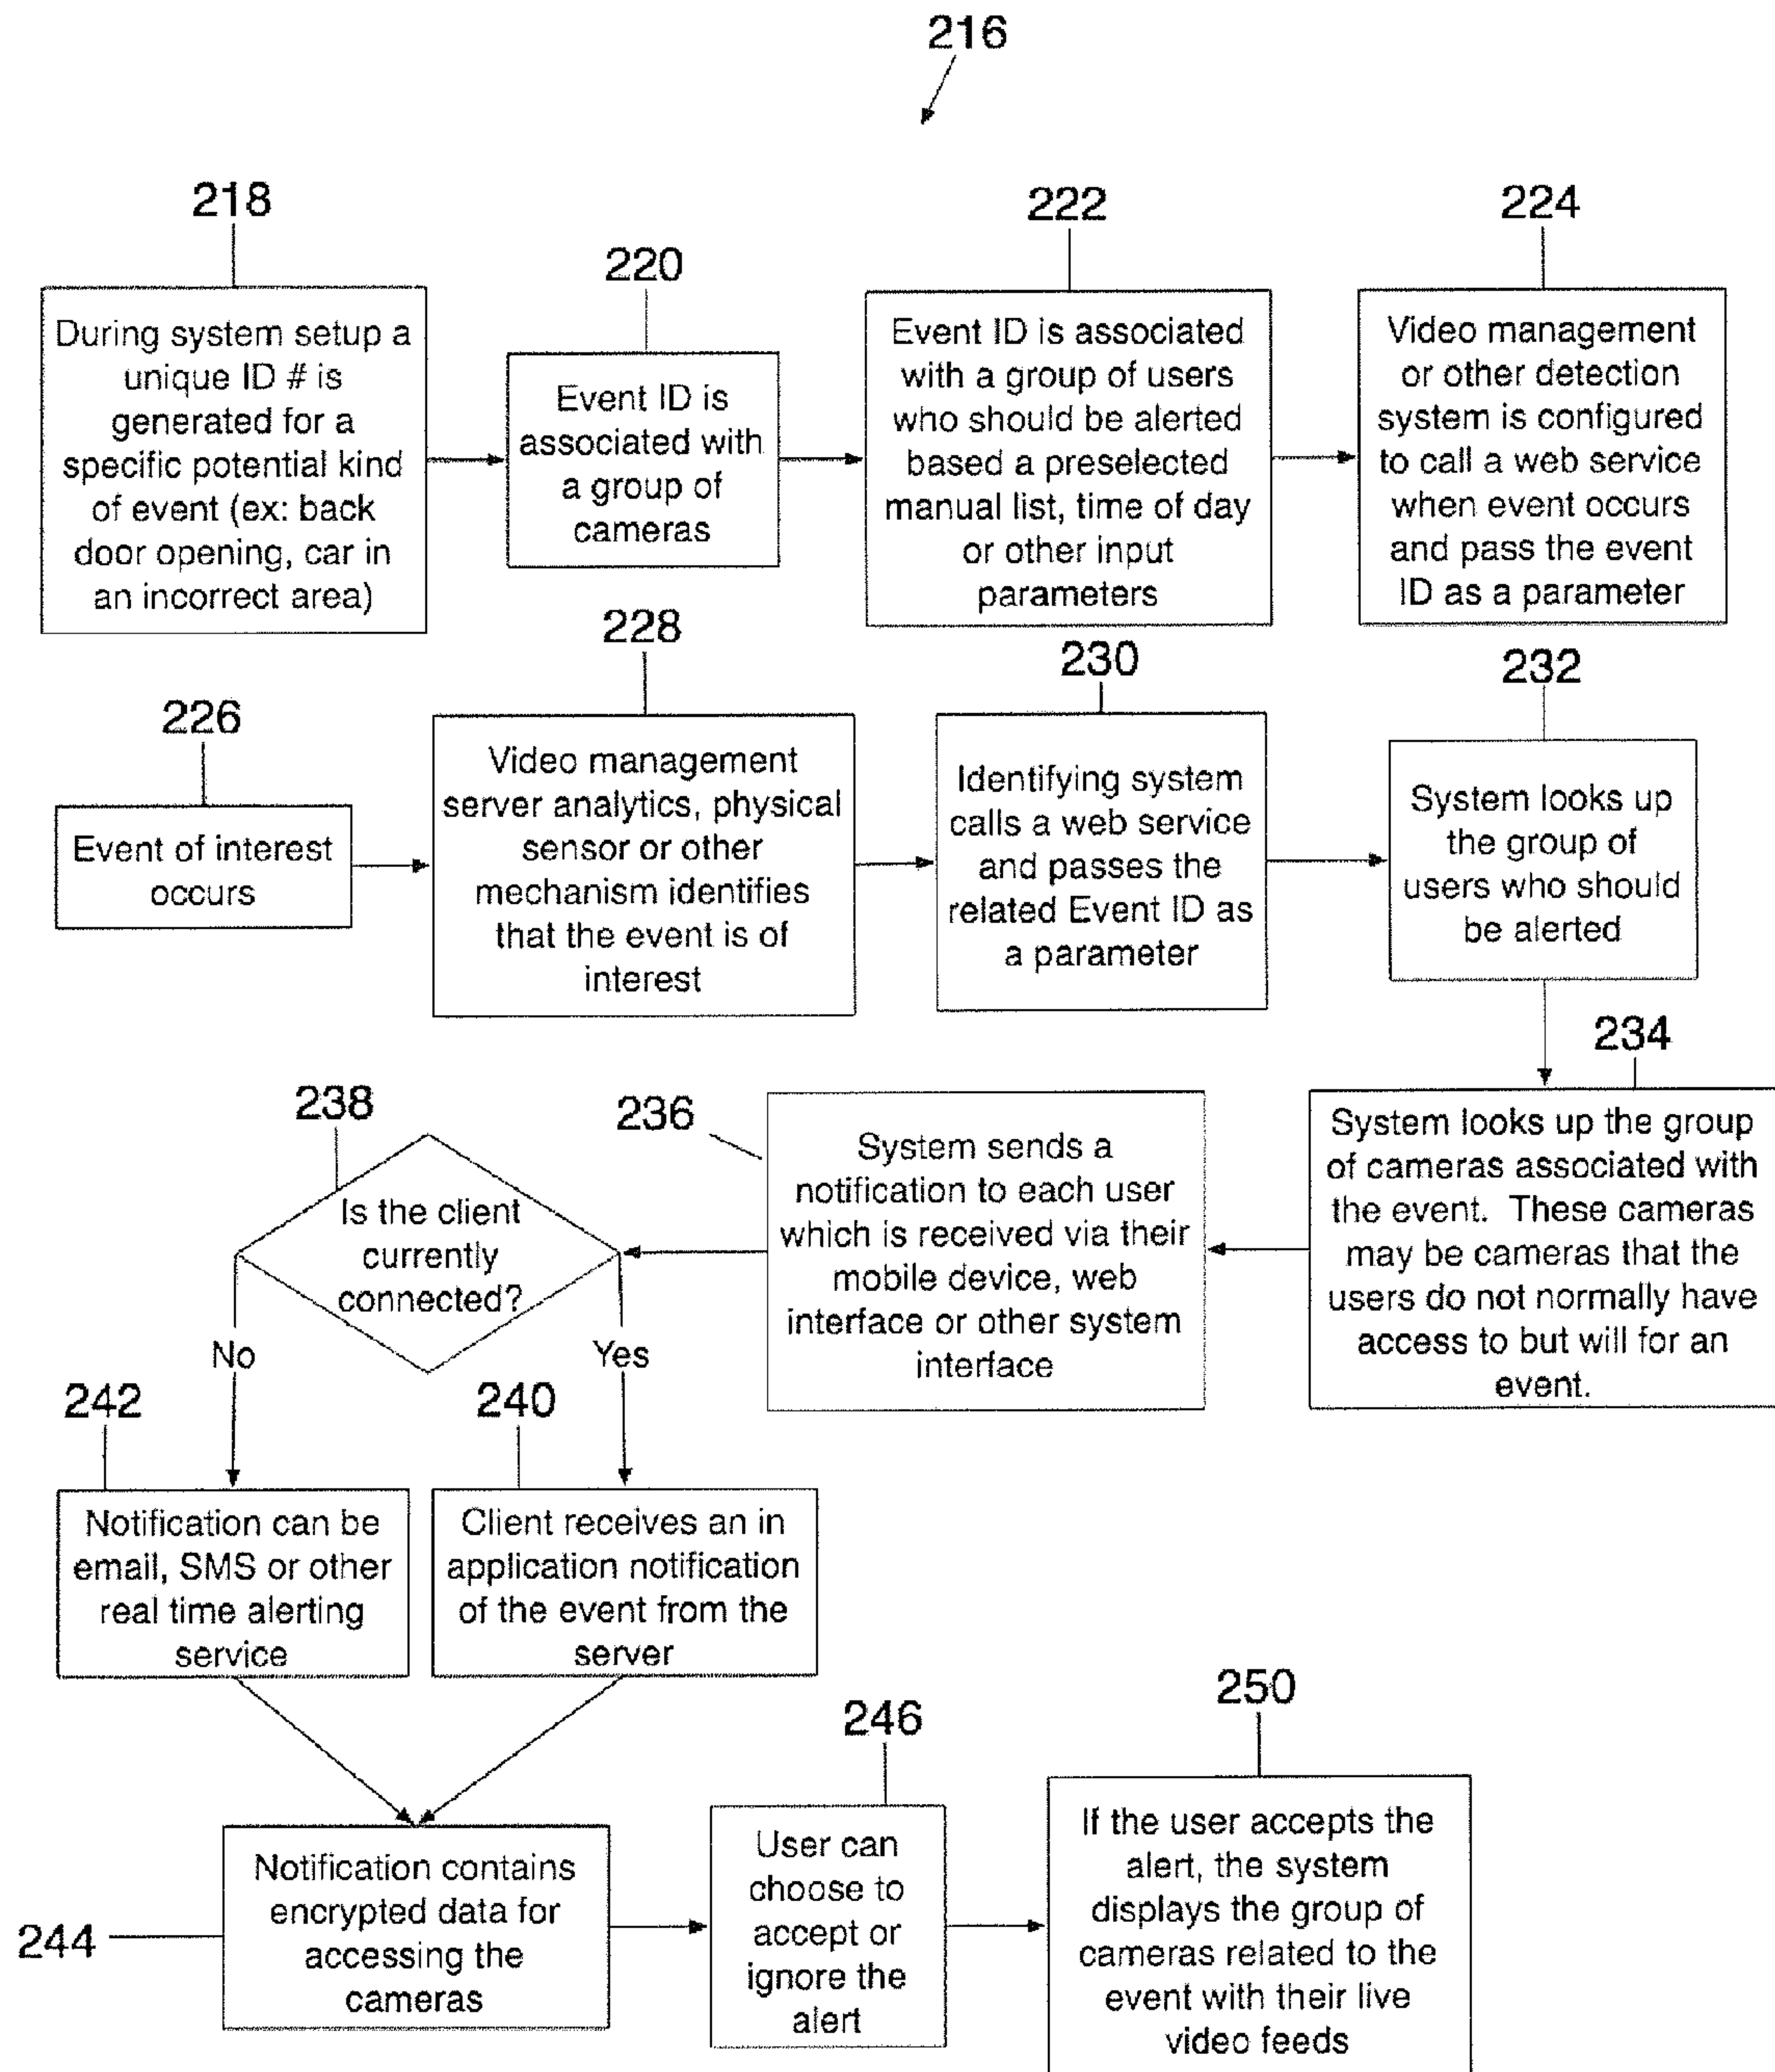 216
218
During system setup a
unique ID # is
generated for a
specific potential kind
of event (ex: back
door opening, car in
an incorrect area)
220
Event ID is
associated with
a group of
cameras
222
Event ID is associated
with a group of users
who should be alerted
based a preselected
manual list, time of day
or other input
parameters
224
Video management
or other detection
system is configured
to call a web service
when event occurs
and pass the event
ID as a parameter
226
Event of interest
occurs
228
Video management
server analytics, physical
sensor or other
mechanism identifies
that the event is of
interest
230
Identifying system
calls a web service
and passes the
related Event ID as
a parameter
232
System looks up
the group of
users who should
be alerted
234
System looks up the group
of cameras associated with
the event. These cameras
may be cameras that the
users do not normally have
access to but will for an
event.
236
System sends a
notification to each user
which is received via their
mobile device, web
interface or other system
interface
238
Is the client
currently
connected?
No
Yes
242
Notification can be
email, SMS or other
real time alerting
service
240
Client receives an in
application notification
of the event from the
server
244
Notification contains
encrypted data for
accessing the
cameras
246
User can
choose to
accept or
ignore the
alert
250
If the user accepts the
alert, the system
displays the group of
cameras related to the
event with their live
video feeds